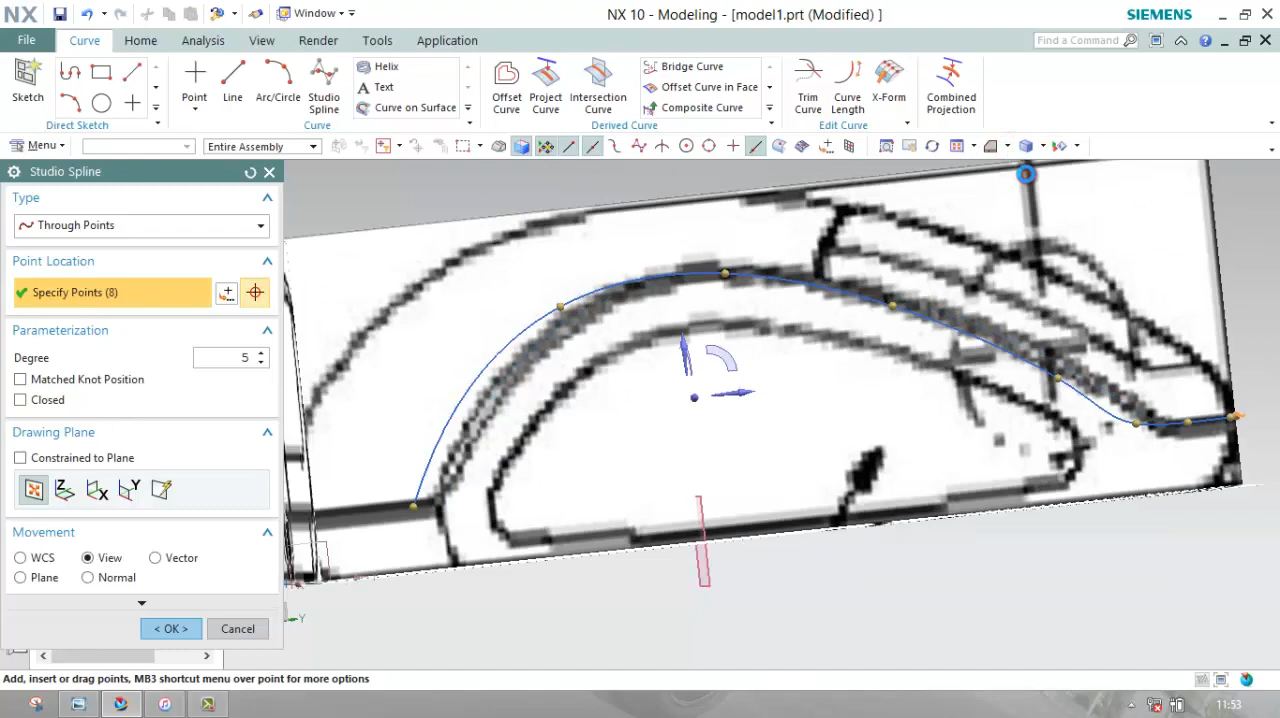 NX
Window
NX 10 - Modeling - [model1.prt (Modified) ]
SIEMENS
File
Curve
Home
Analysis
View
Render
Tools
Application
Find a Command
Sketch
Direct Sketch
Point
Line
Arc/Circle
Studio Spline
Helix
Text
Curve on Surface
Curve
Offset Curve
Project Curve
Intersection Curve
Bridge Curve
Offset Curve in Face
Composite Curve
Derived Curve
Trim Curve
Curve Length
X-Form
Edit Curve
Combined Projection
Menu
Entire Assembly
Studio Spline
Type
Through Points
Point Location
Specify Points (8)
Parameterization
Degree
5
Matched Knot Position
Closed
Drawing Plane
Constrained to Plane
Movement
WCS
View
Vector
Plane
Normal
< OK >
Cancel
Y
Add, insert or drag points, MB3 shortcut menu over point for more options
11:53